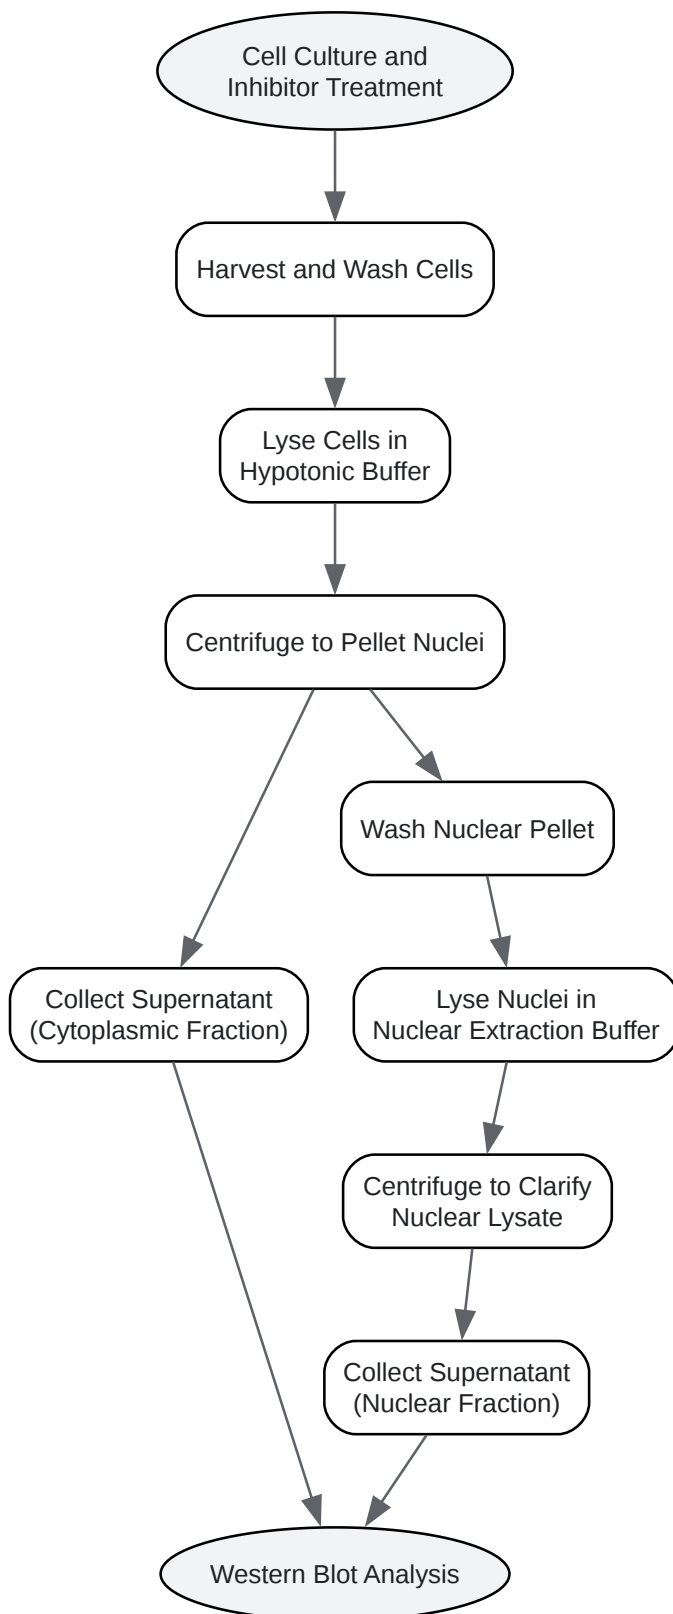 Cell Culture and
Inhibitor Treatment
Harvest and Wash Cells
Lyse Cells in
Hypotonic Buffer
Centrifuge to Pellet Nuclei
Wash Nuclear Pellet
Collect Supernatant
(Cytoplasmic Fraction)
Lyse Nuclei in
Nuclear Extraction Buffer
Centrifuge to Clarify
Nuclear Lysate
Collect Supernatant
(Nuclear Fraction)
Western Blot Analysis